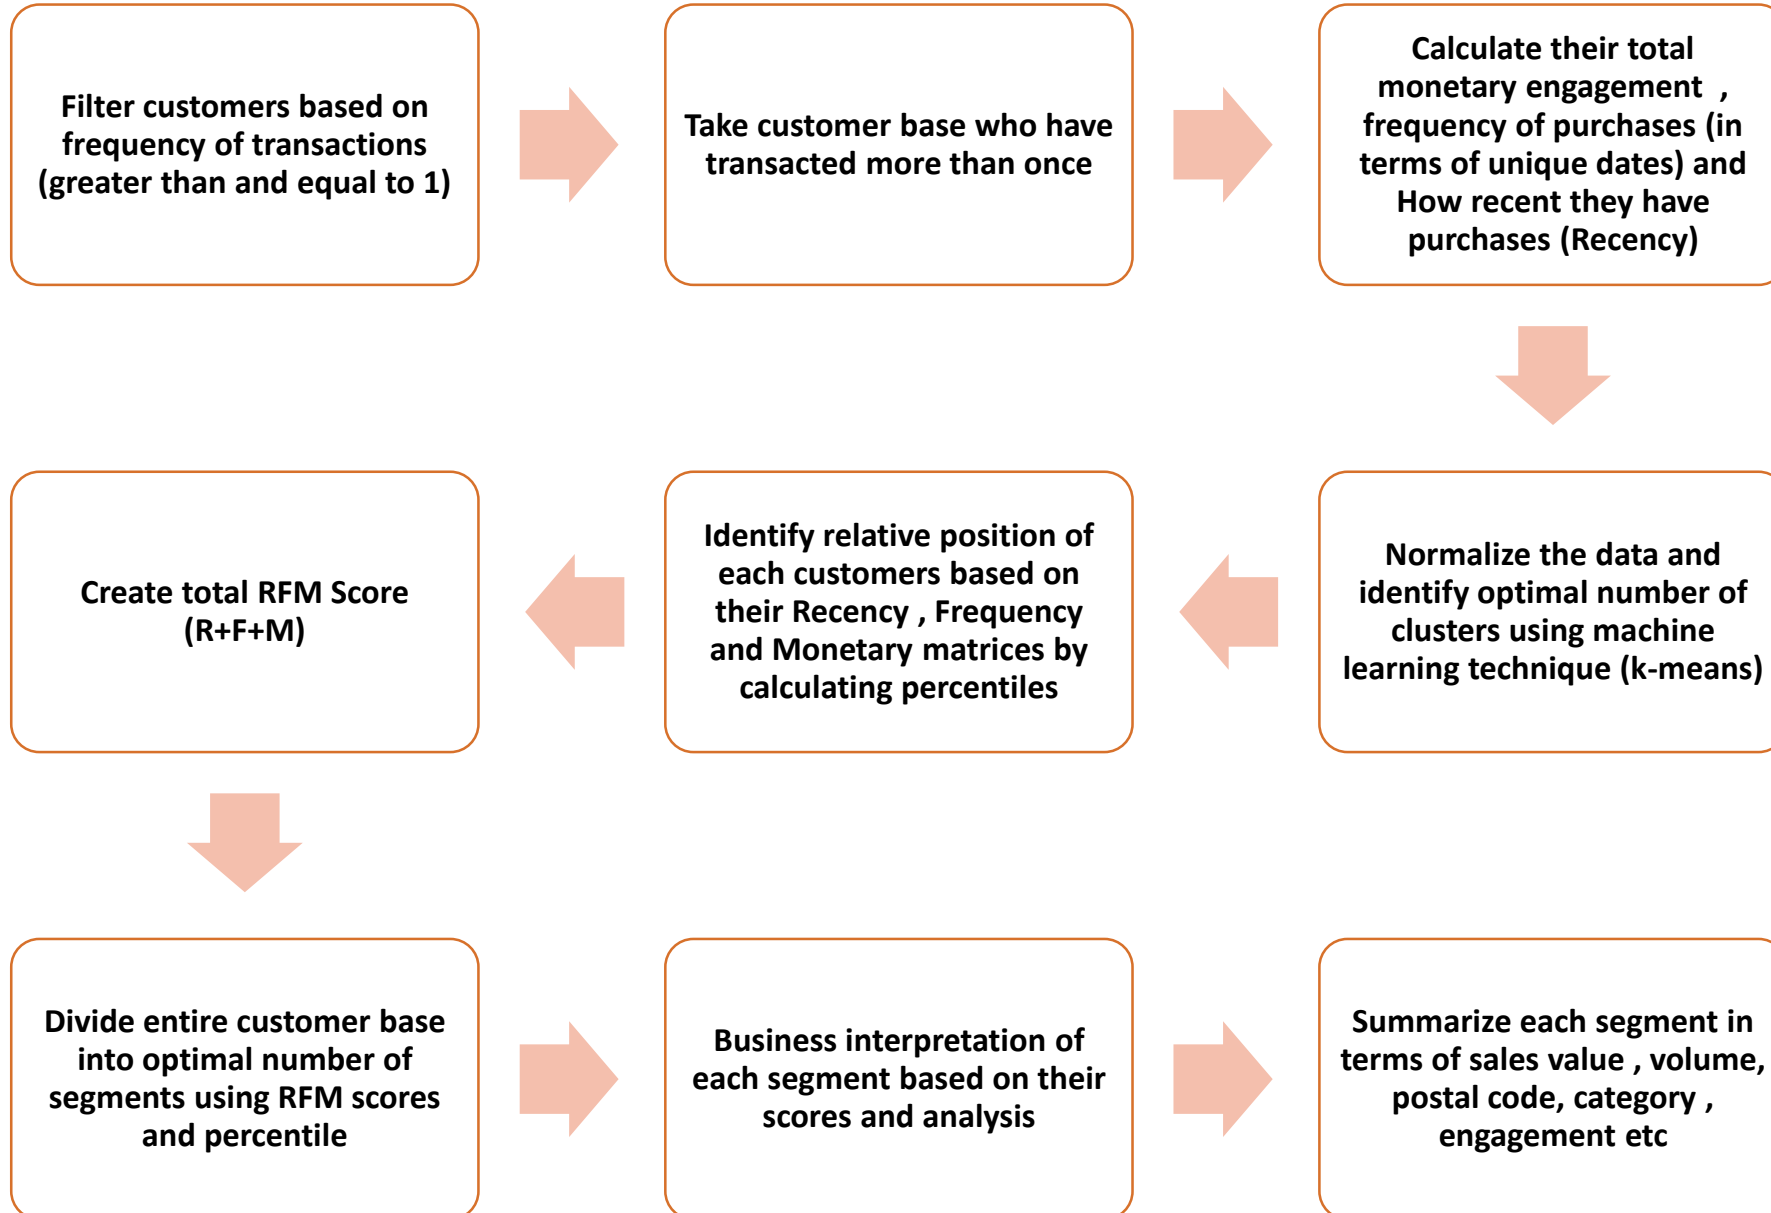 Filter customers based on
frequency of transactions
(greater than and equal to 1)
Take customer base who have
transacted more than once
Calculate their total
monetary engagement ,
frequency of purchases (in
terms of unique dates) and
How recent they have
purchases (Recency)
Normalize the data and
identify optimal number of
clusters using machine
learning technique (k-means)
Identify relative position of
each customers based on
their Recency , Frequency
and Monetary matrices by
calculating percentiles
Create total RFM Score
(R+F+M)
Divide entire customer base
into optimal number of
segments using RFM scores
and percentile
Business interpretation of
each segment based on their
scores and analysis
Summarize each segment in
terms of sales value , volume,
postal code, category ,
engagement etc